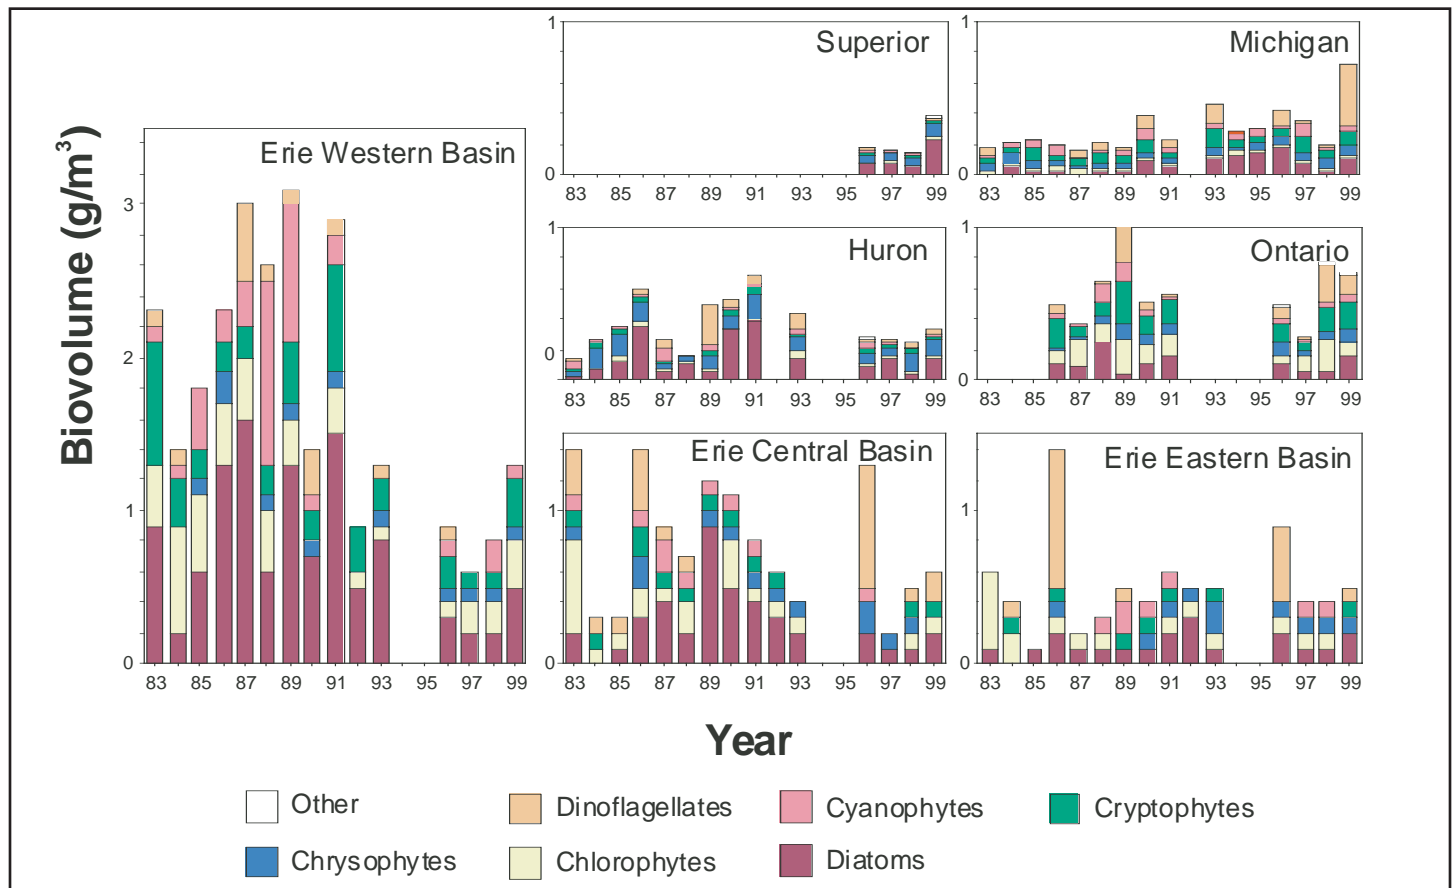 Biovolume (g/m³)
Erie Western Basin
3
2
1
0
83 85 87 89 91 93 95 97 99
Superior
1
0
83 85 87 89 91 93 95 97 99
Michigan
1
0
83 85 87 89 91 93 95 97 99
Huron
1
0
83 85 87 89 91 93 95 97 99
Ontario
1
0
83 85 87 89 91 93 95 97 99
Erie Central Basin
1
0
83 85 87 89 91 93 95 97 99
Erie Eastern Basin
1
0
83 85 87 89 91 93 95 97 99
Year
Other Dinoflagellates Cyanophytes Cryptophytes
Chrysophytes Chlorophytes Diatoms